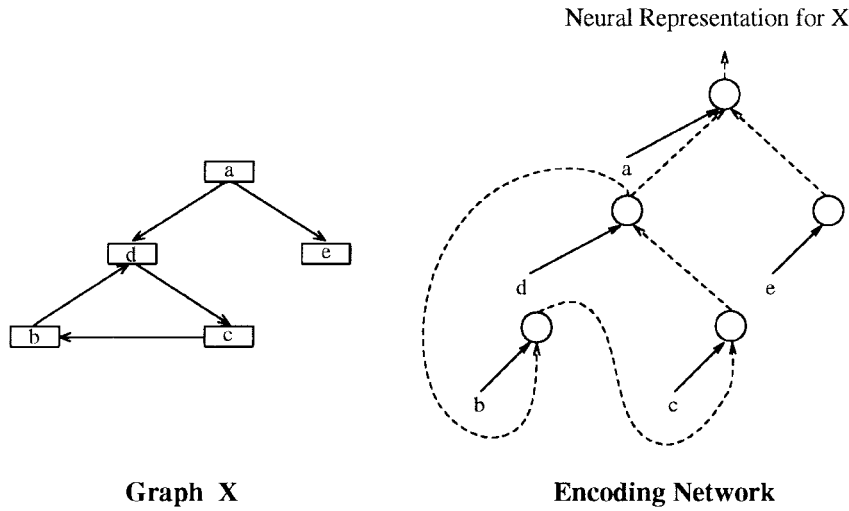 Neural Representation for X
a
d
e
b
c
a
d
e
b
c
Graph X
Encoding Network